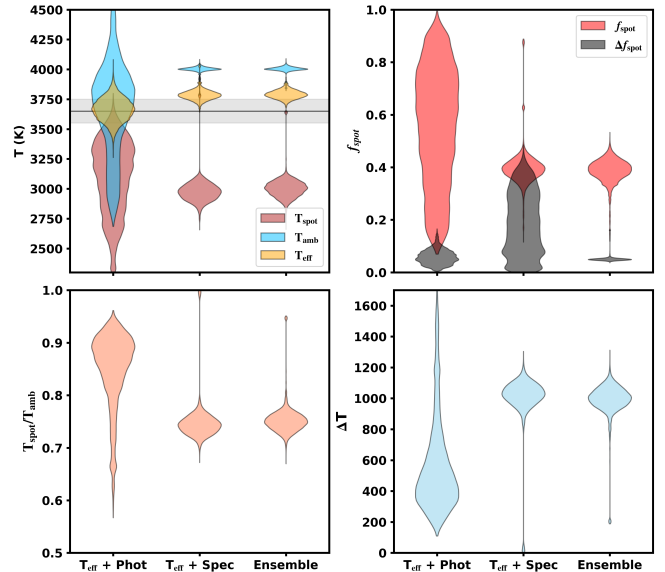 4500
4250
4000
3750
3500
3250
3000
2750
2500
T (K)
T_spot
T_amb
T_eff
1.0
0.8
0.6
0.4
0.2
0.0
f_spot
f_spot
Δf_spot
1.0
0.9
0.8
0.7
0.6
0.5
T_spot/T_amb
T_eff + Phot
T_eff + Spec
Ensemble
1600
1400
1200
1000
800
600
400
200
0
ΔT
T_eff + Phot
T_eff + Spec
Ensemble